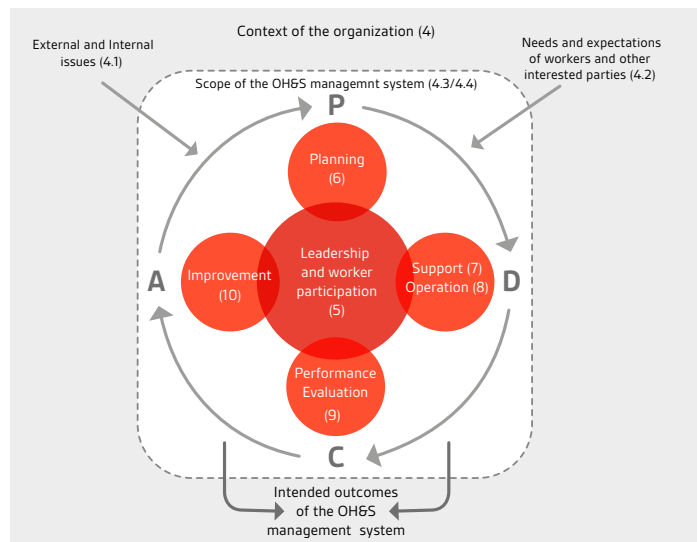 Context of the organization (4)
External and Internal
issues (4.1)
Needs and expectations
of workers and other
interested parties (4.2)
Scope of the OH&S managemnt system (4.3/4.4)
P
Planning
(6)
A
Improvement
(10)
Leadership
and worker
participation
(5)
Support (7)
Operation (8)
D
Performance
Evaluation
(9)
C
Intended outcomes
of the OH&S
management system